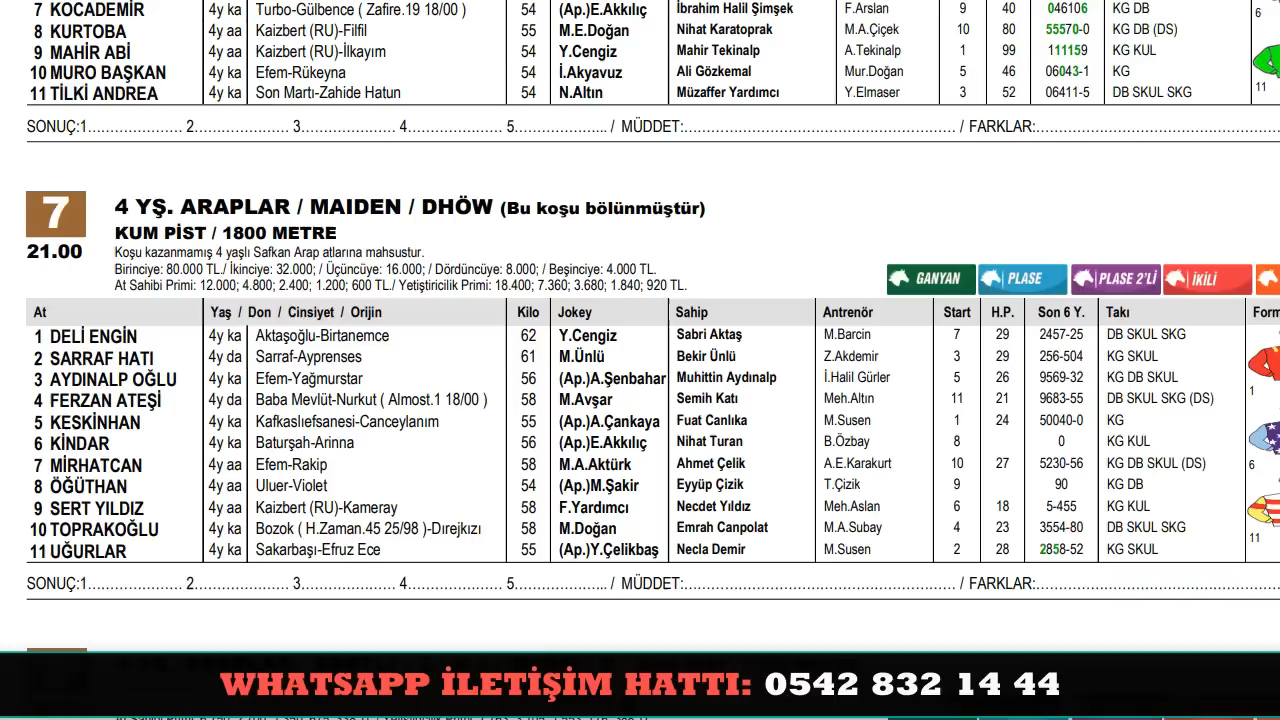 7 KOCADEMİR 4y ka Turbo-Gülbence ( Zafire.19 18/00 ) 54 (Ap.)E.Akkılıç İbrahim Halil Şimşek F.Arslan 9 40 046106 KG DB
8 KURTOBA 4y aa Kaizbert (RU)-Filfil 55 M.E.Doğan Nihat Karatoprak M.A.Çiçek 10 80 55570-0 KG DB (DS)
9 MAHİR ABİ 4y aa Kaizbert (RU)-İlkayım 54 Y.Cengiz Mahir Tekinalp A.Tekinalp 1 99 111159 KG KUL
10 MURO BAŞKAN 4y ka Efem-Rükeyna 54 İ.Akyavuz Ali Gözkemal Mur.Doğan 5 46 06043-1 KG
11 TİLKİ ANDREA 4y ka Son Martı-Zahide Hatun 54 N.Altın Müzaffer Yardımcı Y.Elmaser 3 52 06411-5 DB SKUL SKG
6
11
SONUÇ:1...................... 2...................... 3...................... 4...................... 5...................... / MÜDDET:................................................................ / FARKLAR:.........................................................
7 4 YŞ. ARAPLAR / MAIDEN / DHÖW (Bu koşu bölünmüştür)
KUM PİST / 1800 METRE
21.00 Koşu kazanmamış 4 yaşlı Safkan Arap atlarına mahsustur.
Birinciye: 80.000 TL./ İkinciye: 32.000; / Üçüncüye: 16.000; / Dördüncüye: 8.000; / Beşinciye: 4.000 TL.
At Sahibi Primi: 12.000; 4.800; 2.400; 1.200; 600 TL./ Yetiştiricilik Primi: 18.400; 7.360; 3.680; 1.840; 920 TL.
GANYAN PLASE PLASE 2'Lİ İKİLİ
At Yaş / Don / Cinsiyet / Orijin Kilo Jokey Sahip Antrenör Start H.P. Son 6 Y. Takı Form
1 DELİ ENGİN 4y ka Aktaşoğlu-Birtanemce 62 Y.Cengiz Sabri Aktaş M.Barcin 7 29 2457-25 DB SKUL SKG
2 SARRAF HATI 4y da Sarraf-Ayprenses 61 M.Ünlü Bekir Ünlü Z.Akdemir 3 29 256-504 KG SKUL
3 AYDINALP OĞLU 4y ka Efem-Yağmurstar 56 (Ap.)A.Şenbahar Muhittin Aydınalp İ.Halil Gürler 5 26 9569-32 KG DB SKUL
4 FERZAN ATEŞİ 4y da Baba Mevlüt-Nurkut ( Almost.1 18/00 ) 58 M.Avşar Semih Katı Meh.Altın 11 21 9683-55 DB SKUL SKG (DS)
5 KESKİNHAN 4y ka Kafkaslıefsanesi-Canceylanım 55 (Ap.)A.Çankaya Fuat Canlıka M.Susen 1 24 50040-0 KG
6 KİNDAR 4y ka Baturşah-Arinna 56 (Ap.)E.Akkılıç Nihat Turan B.Özbay 8 0 KG KUL
7 MİRHATCAN 4y aa Efem-Rakip 58 M.A.Aktürk Ahmet Çelik A.E.Karakurt 10 27 5230-56 KG DB SKUL (DS)
8 ÖĞÜTHAN 4y aa Uluer-Violet 54 (Ap.)M.Şakir Eyyüp Çizik T.Çizik 9 90 KG DB
9 SERT YILDIZ 4y aa Kaizbert (RU)-Kameray 58 F.Yardımcı Necdet Yıldız Meh.Aslan 6 18 5-455 KG KUL
10 TOPRAKOĞLU 4y ka Bozok ( H.Zaman.45 25/98 )-Dırejkızı 58 M.Doğan Emrah Canpolat M.A.Subay 4 23 3554-80 DB SKUL SKG
11 UĞURLAR 4y ka Sakarbaşı-Efruz Ece 55 (Ap.)Y.Çelikbaş Necla Demir M.Susen 2 28 2858-52 KG SKUL
1
6
11
SONUÇ:1...................... 2...................... 3...................... 4...................... 5...................... / MÜDDET:................................................................ / FARKLAR:.........................................................
WHATSAPP İLETİŞİM HATTI: 0542 832 14 44